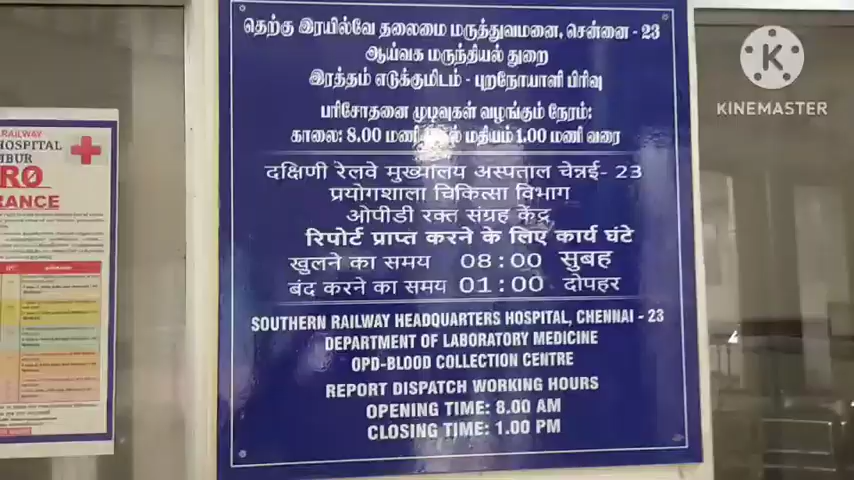 தெற்கு இரயில்வே தலைமை மருத்துவமனை, சென்னை - 23
ஆய்வக மருந்தியல் துறை
இரத்தம் எடுக்குமிடம் - புறநோயாளி பிரிவு
பரிசோதனை முடிவுகள் வழங்கும் நேரம்:
காலை: 8.00 மணி முதல் மதியம் 1.00 மணி வரை
दक्षिणी रेलवे मुख्यालय अस्पताल चेन्नई- 23
प्रयोगशाला चिकित्सा विभाग
ओपीडी रक्त संग्रह केंद्र
रिपोर्ट प्राप्त करने के लिए कार्य घंटे
खुलने का समय 08:00 सुबह
बंद करने का समय 01:00 दोपहर
SOUTHERN RAILWAY HEADQUARTERS HOSPITAL, CHENNAI - 23
DEPARTMENT OF LABORATORY MEDICINE
OPD-BLOOD COLLECTION CENTRE
REPORT DISPATCH WORKING HOURS
OPENING TIME: 8.00 AM
CLOSING TIME: 1.00 PM
RAILWAY
HOSPITAL
K
KINEMASTER